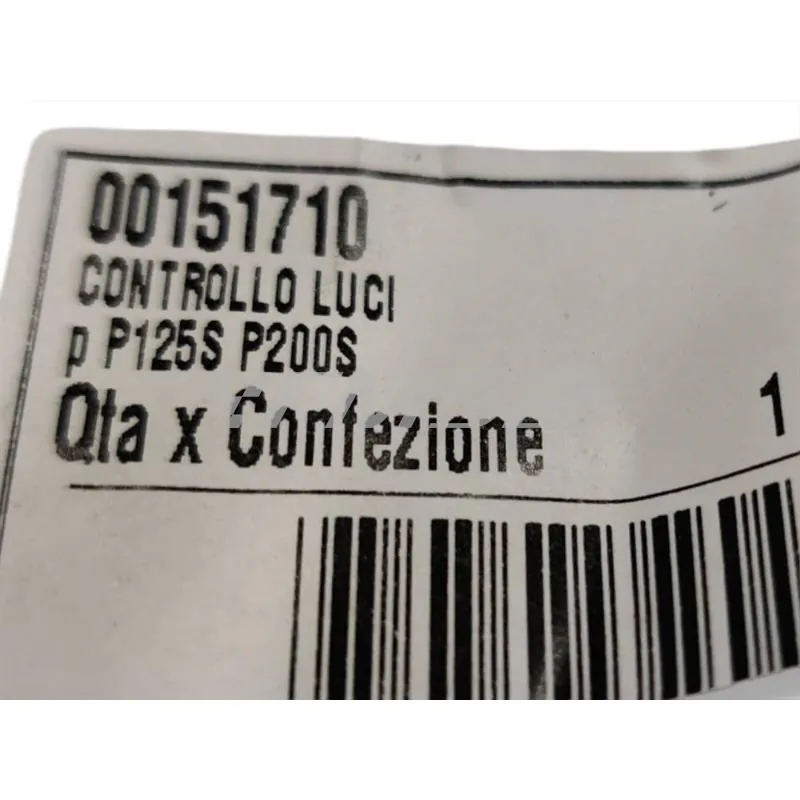 00151710
CONTROLLO LUCI
p P125S P200S
Qta x Confezione 1